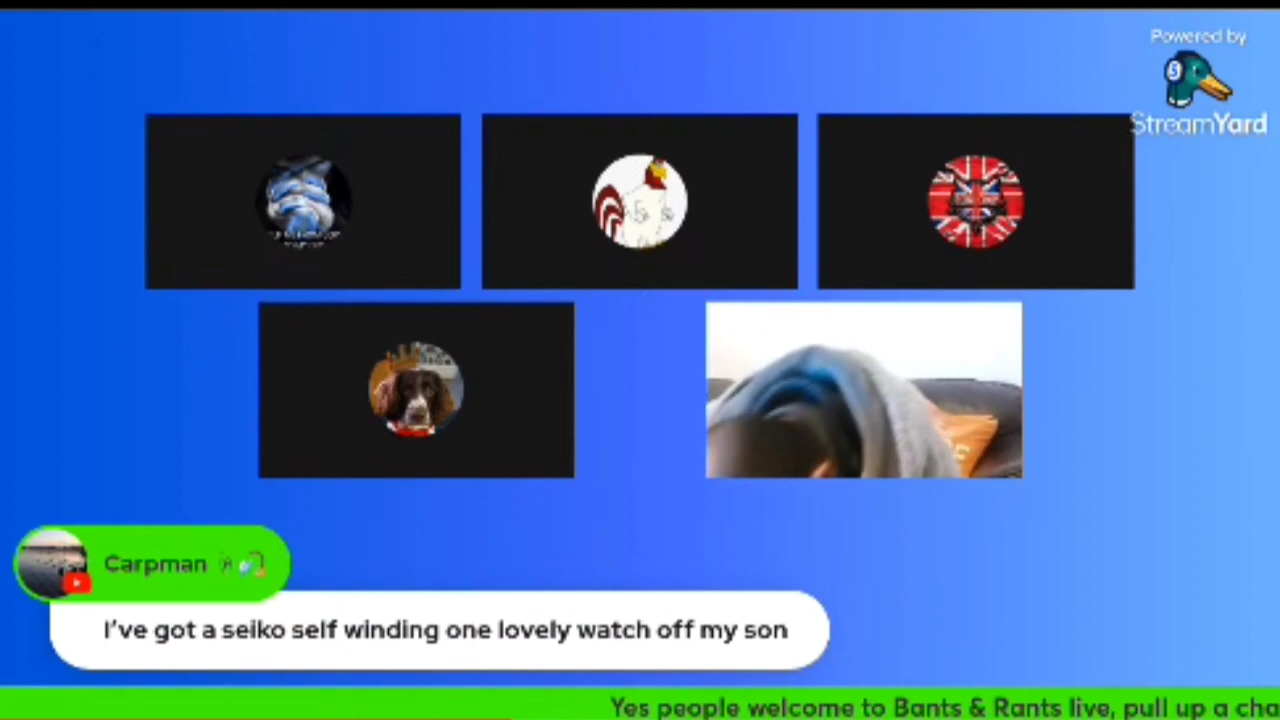 Powered by
StreamYard
Carpman
I've got a seiko self winding one lovely watch off my son
Yes people welcome to Bants & Rants live, pull up a cha